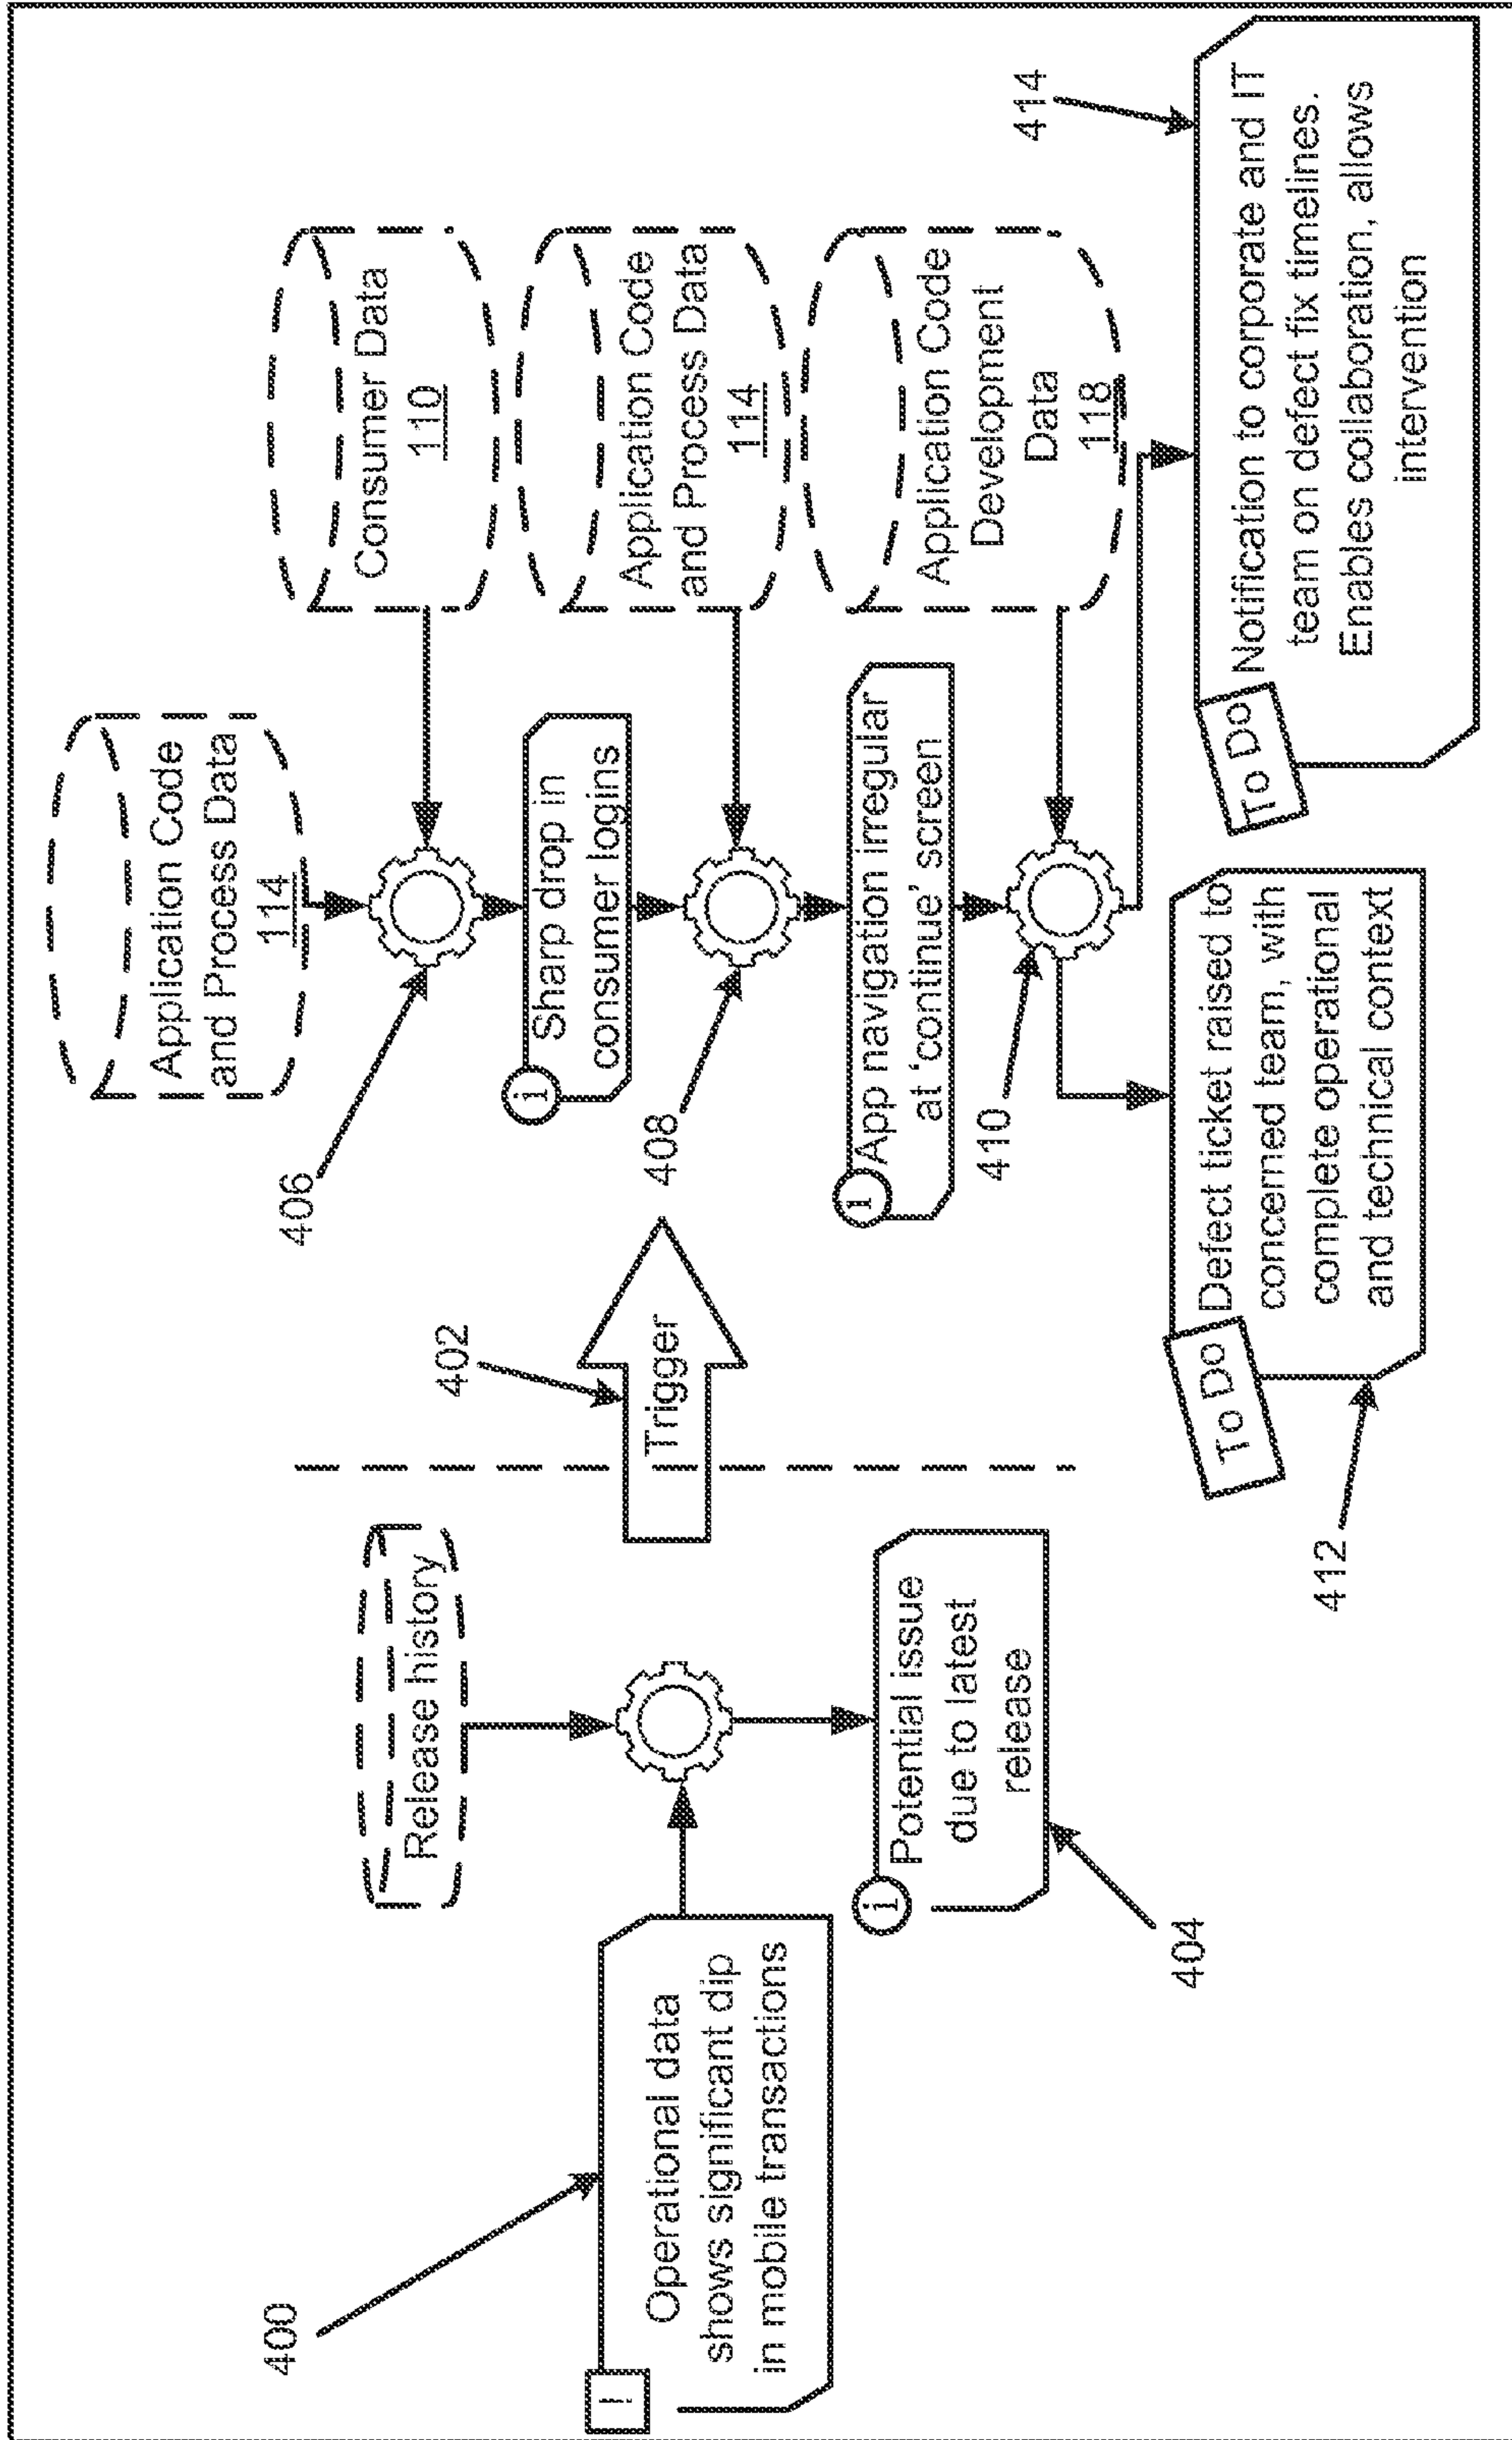 400
!
Operational data
shows significant dip
in mobile transactions
Release history
i
Potential issue
due to latest
release
404
402
Trigger
Application Code
and Process Data
114
406
Consumer Data
110
i
Sharp drop in
consumer logins
408
Application Code
and Process Data
114
i
App navigation irregular
at ‘continue’ screen
410
Application Code
Development
Data
118
To Do
Defect ticket raised to
concerned team, with
complete operational
and technical context
412
To Do
Notification to corporate and IT
team on defect fix timelines.
Enables collaboration, allows
intervention
414